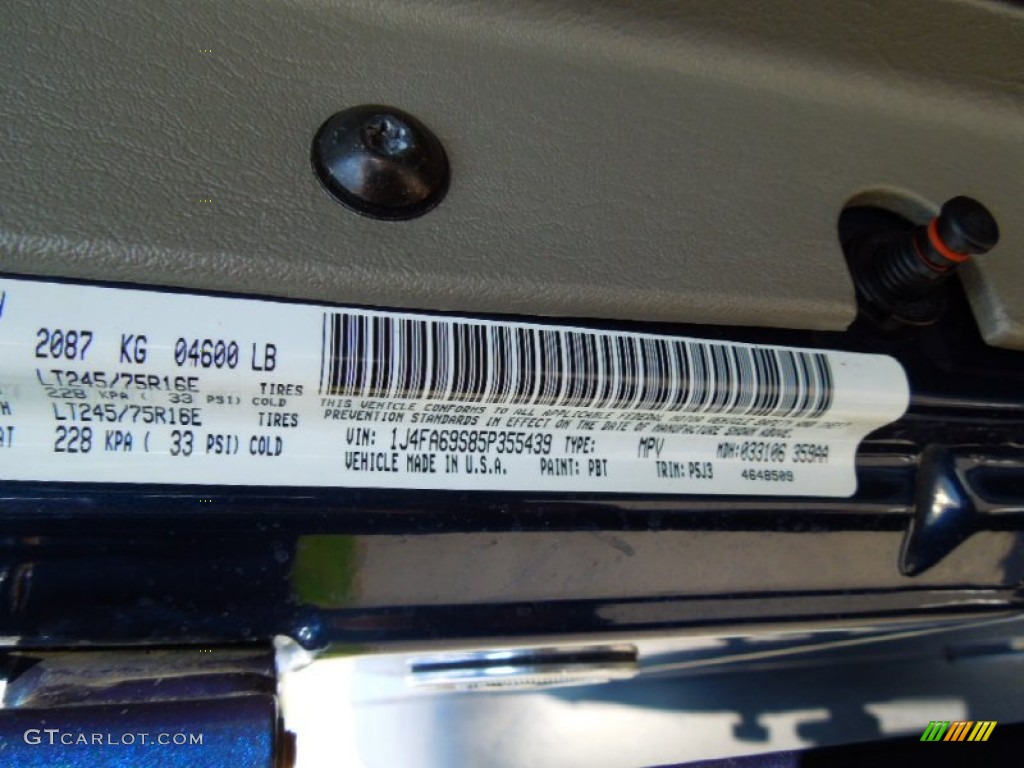 2087 KG 04600 LB
LT245/75R16E TIRES
228 KPA ( 33 PSI) COLD
LT245/75R16E TIRES
228 KPA ( 33 PSI) COLD
THIS VEHICLE CONFORMS TO ALL APPLICABLE FEDERAL MOTOR VEHICLE SAFETY AND THEFT
PREVENTION STANDARDS IN EFFECT ON THE DATE OF MANUFACTURE SHOWN ABOVE.
VIN: 1J4FA69S85P355439 TYPE: MPV MDH:033106 359AA
VEHICLE MADE IN U.S.A. PAINT: PBT TRIM: P5J3 4648509
GTCARLOT.COM